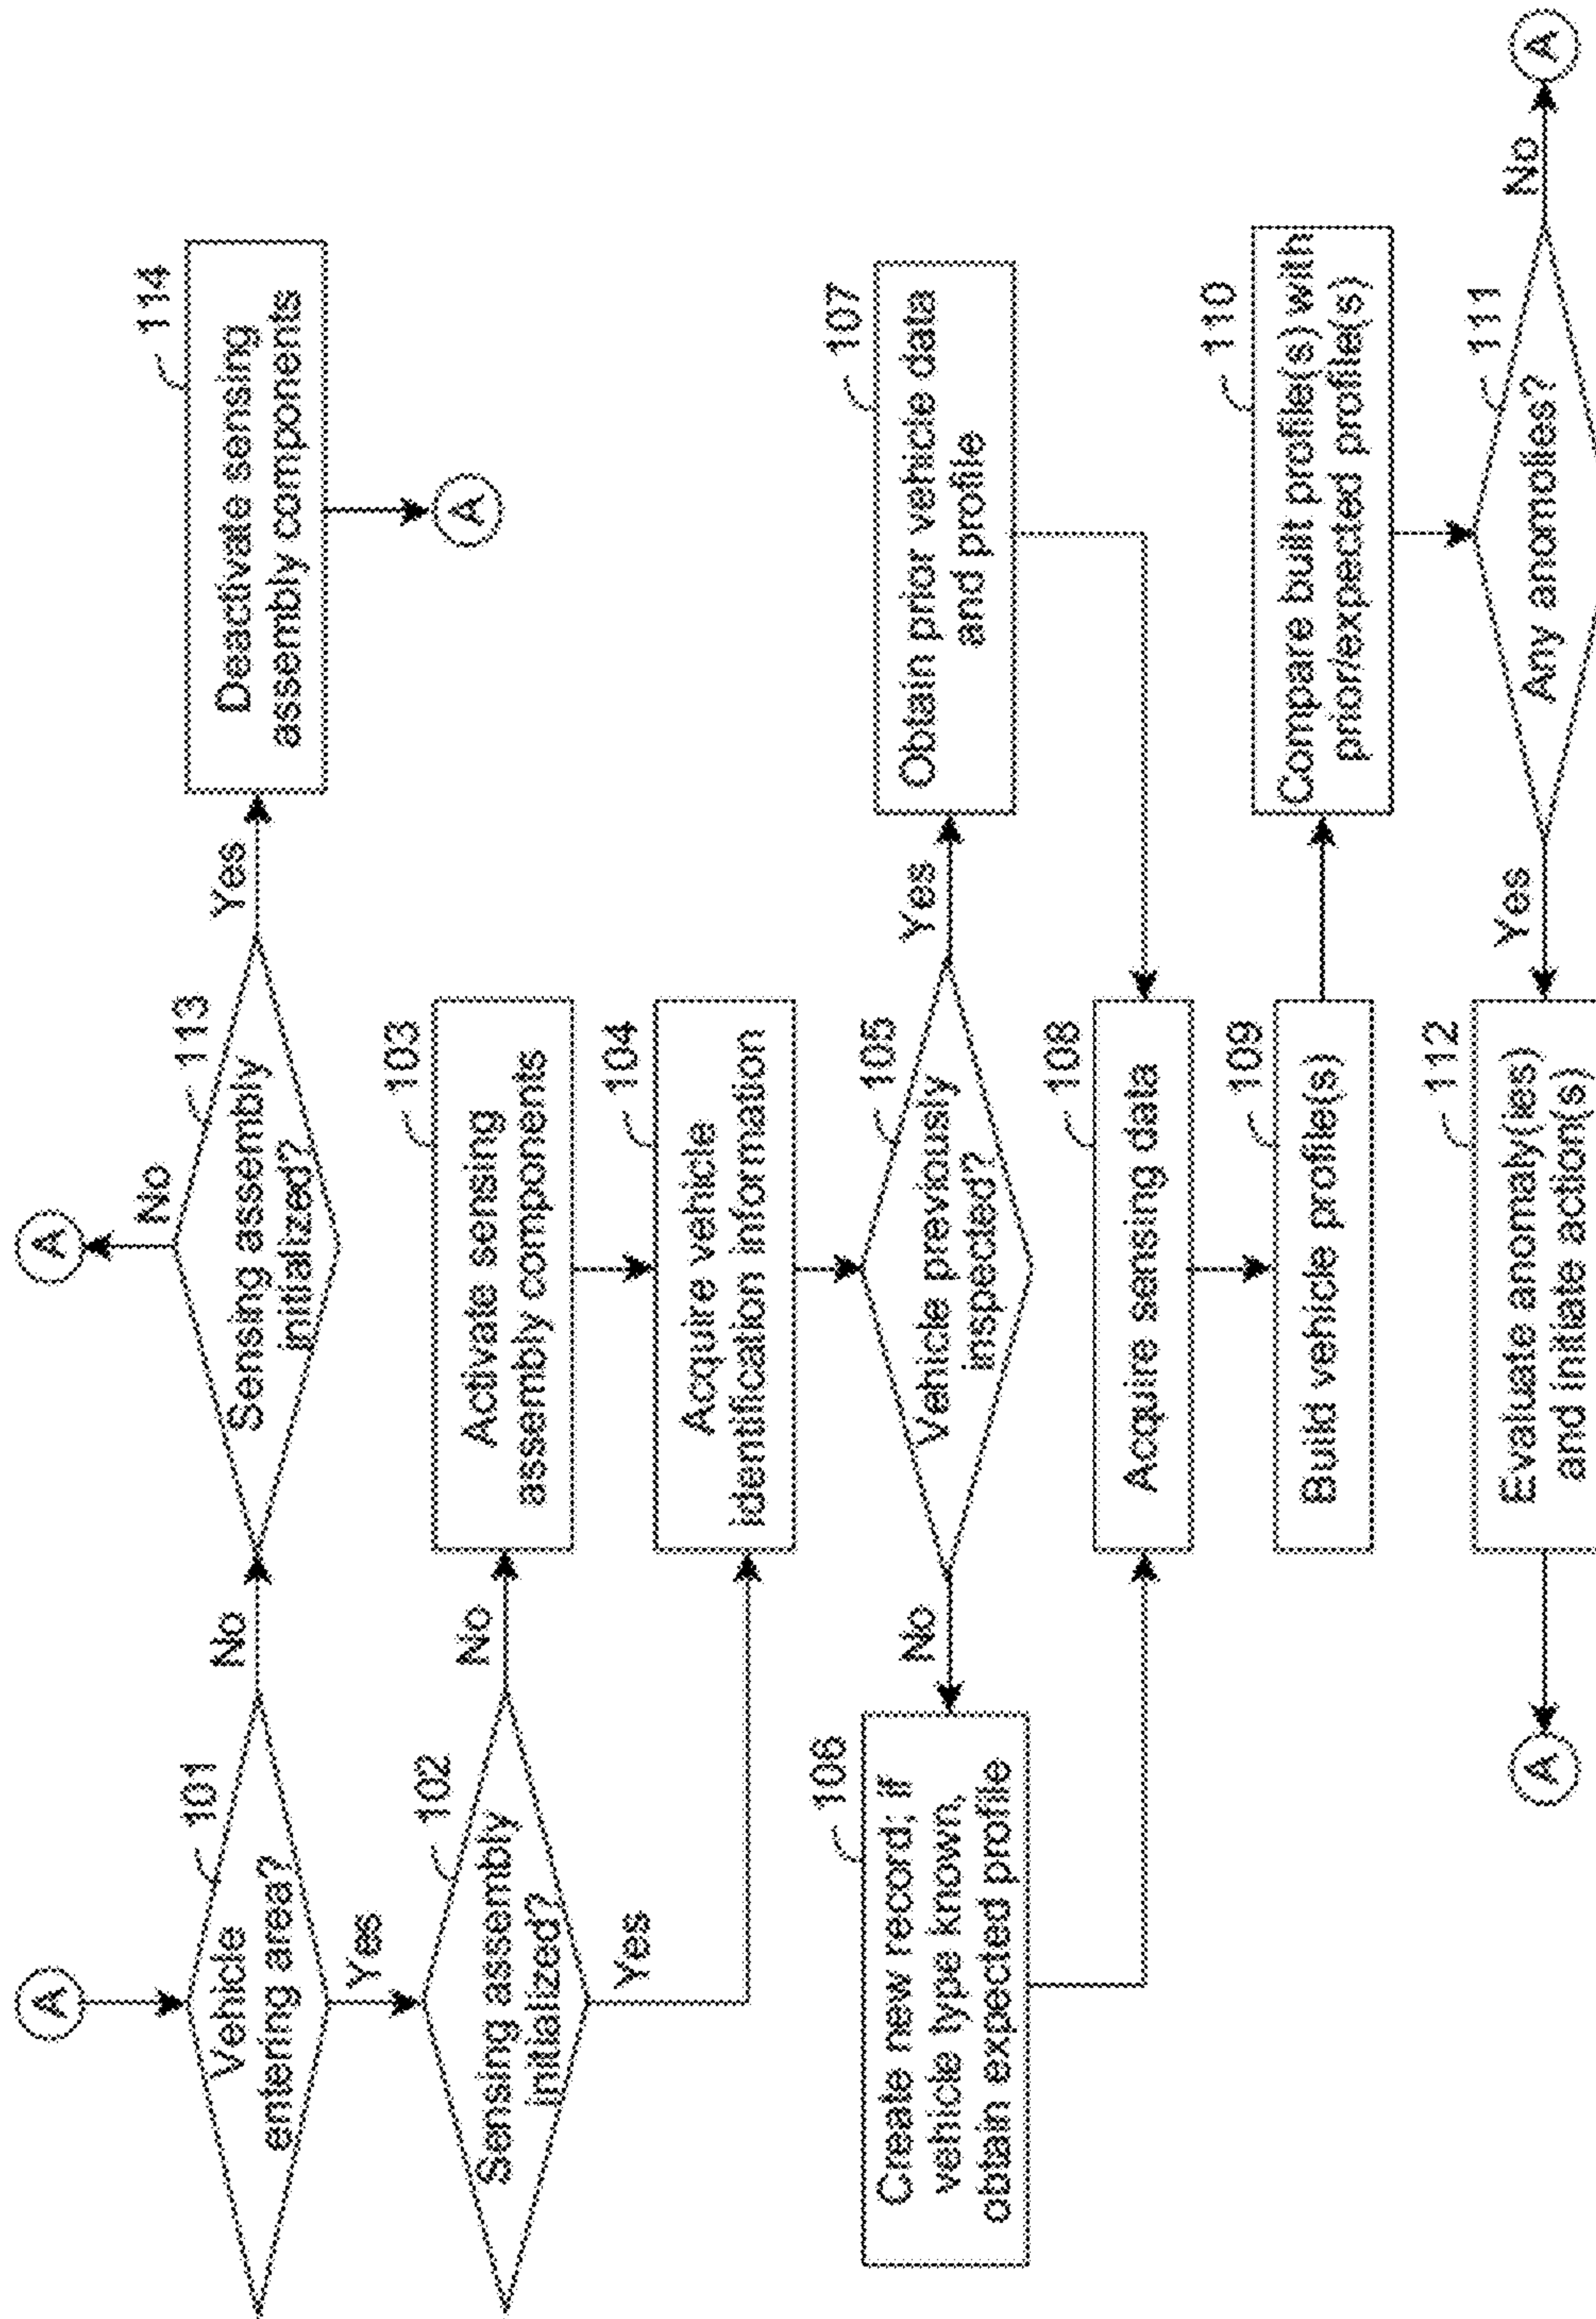 A
101
Vehicle
entering area?
No
Yes
A
No
113
Sensing assembly
initialized?
Yes
114
Deactivate sensing
assembly components
A
102
Sensing assembly
initialized?
No
Yes
103
Activate sensing
assembly components
104
Acquire vehicle
identification information
105
Vehicle previously
inspected?
No
Yes
106
Create new record; if
vehicle type known,
obtain expected profile
107
Obtain prior vehicle data
and profile
108
Acquire sensing data
109
Build vehicle profile(s)
110
Compare built profile(s) with
prior/expected profile(s)
111
Any anomolies?
Yes
No
A
112
Evaluate anomaly(ies)
and initiate action(s)
A